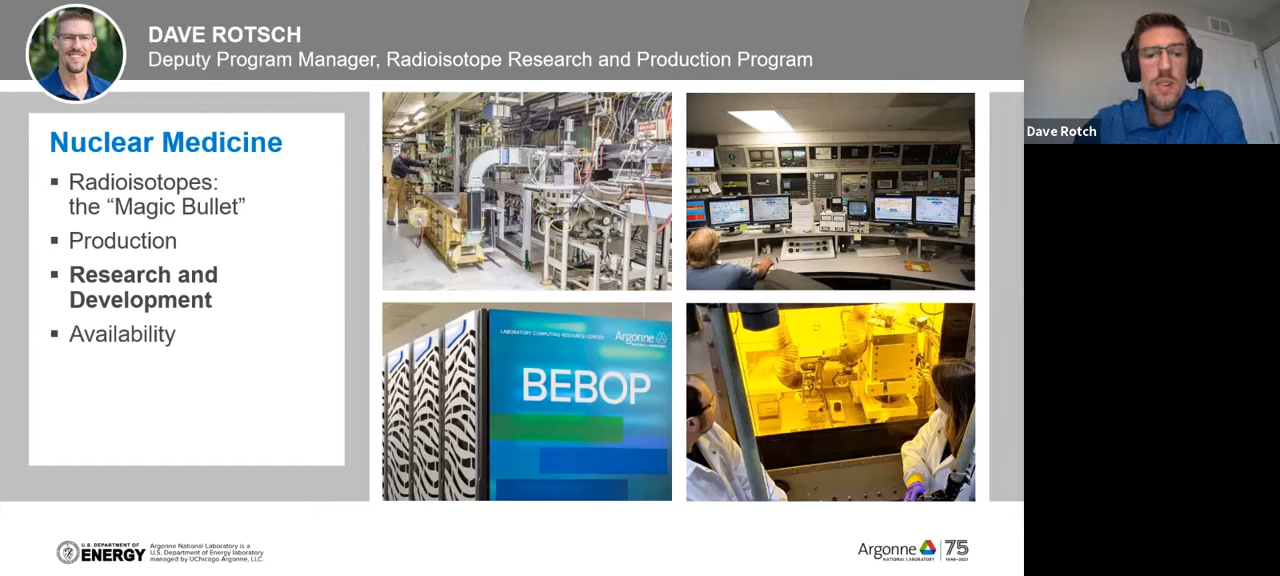 DAVE ROTSCH
Deputy Program Manager, Radioisotope Research and Production Program
Dave Rotch
Nuclear Medicine
▪ Radioisotopes:
the “Magic Bullet”
▪ Production
▪ Research and
Development
▪ Availability
LABORATORY COMPUTING RESOURCE CENTER
Argonne
BEBOP
U.S. DEPARTMENT OF
ENERGY
Argonne National Laboratory is a
U.S. Department of Energy laboratory
managed by UChicago Argonne, LLC.
Argonne
NATIONAL LABORATORY
75
1946–2021